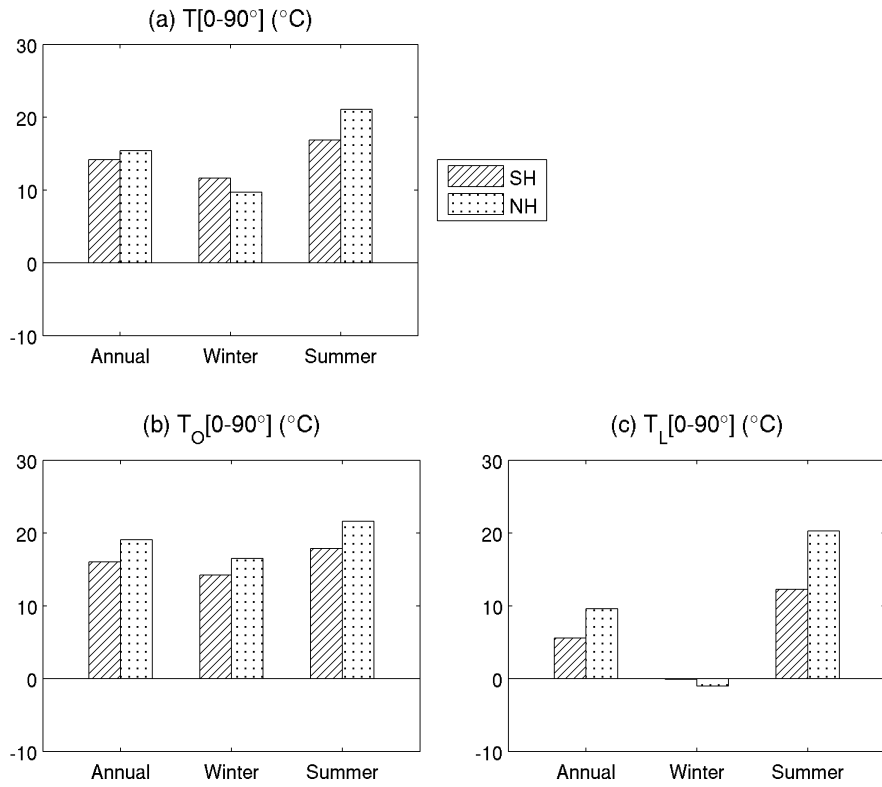 (a) T[0-90°] (°C)
30
20
10
0
-10
Annual Winter Summer
SH
NH
(b) T_O[0-90°] (°C)
30
20
10
0
-10
Annual Winter Summer
(c) T_L[0-90°] (°C)
30
20
10
0
-10
Annual Winter Summer